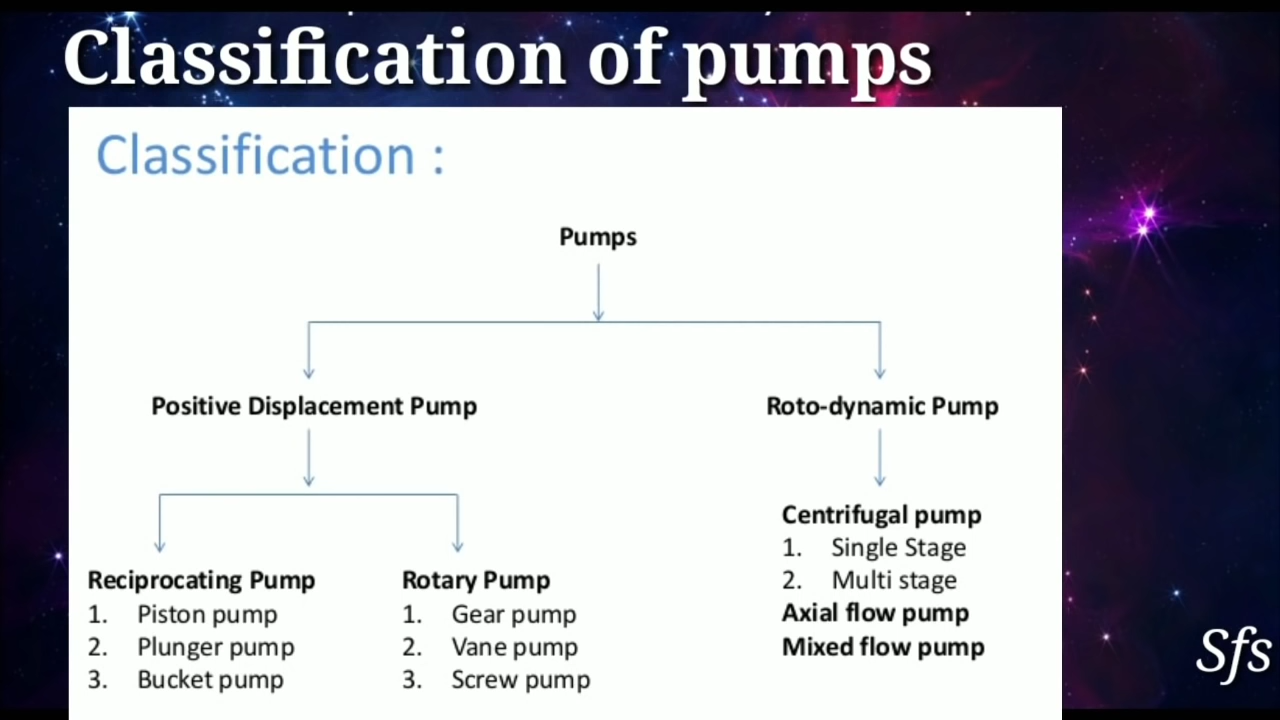 Classification of pumps
Classification :
Pumps
Positive Displacement Pump
Roto-dynamic Pump
Reciprocating Pump
1. Piston pump
2. Plunger pump
3. Bucket pump
Rotary Pump
1. Gear pump
2. Vane pump
3. Screw pump
Centrifugal pump
1. Single Stage
2. Multi stage
Axial flow pump
Mixed flow pump
Sfs